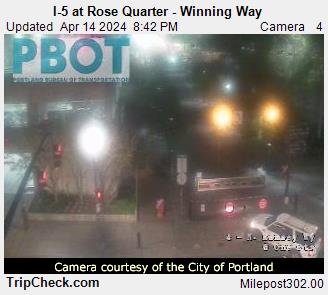 I-5 at Rose Quarter - Winning Way
Updated Apr 14 2024 8:42 PM Camera 4
PBOT
PORTLAND BUREAU OF TRANSPORTATION
Camera courtesy of the City of Portland
TripCheck.com Milepost302.00